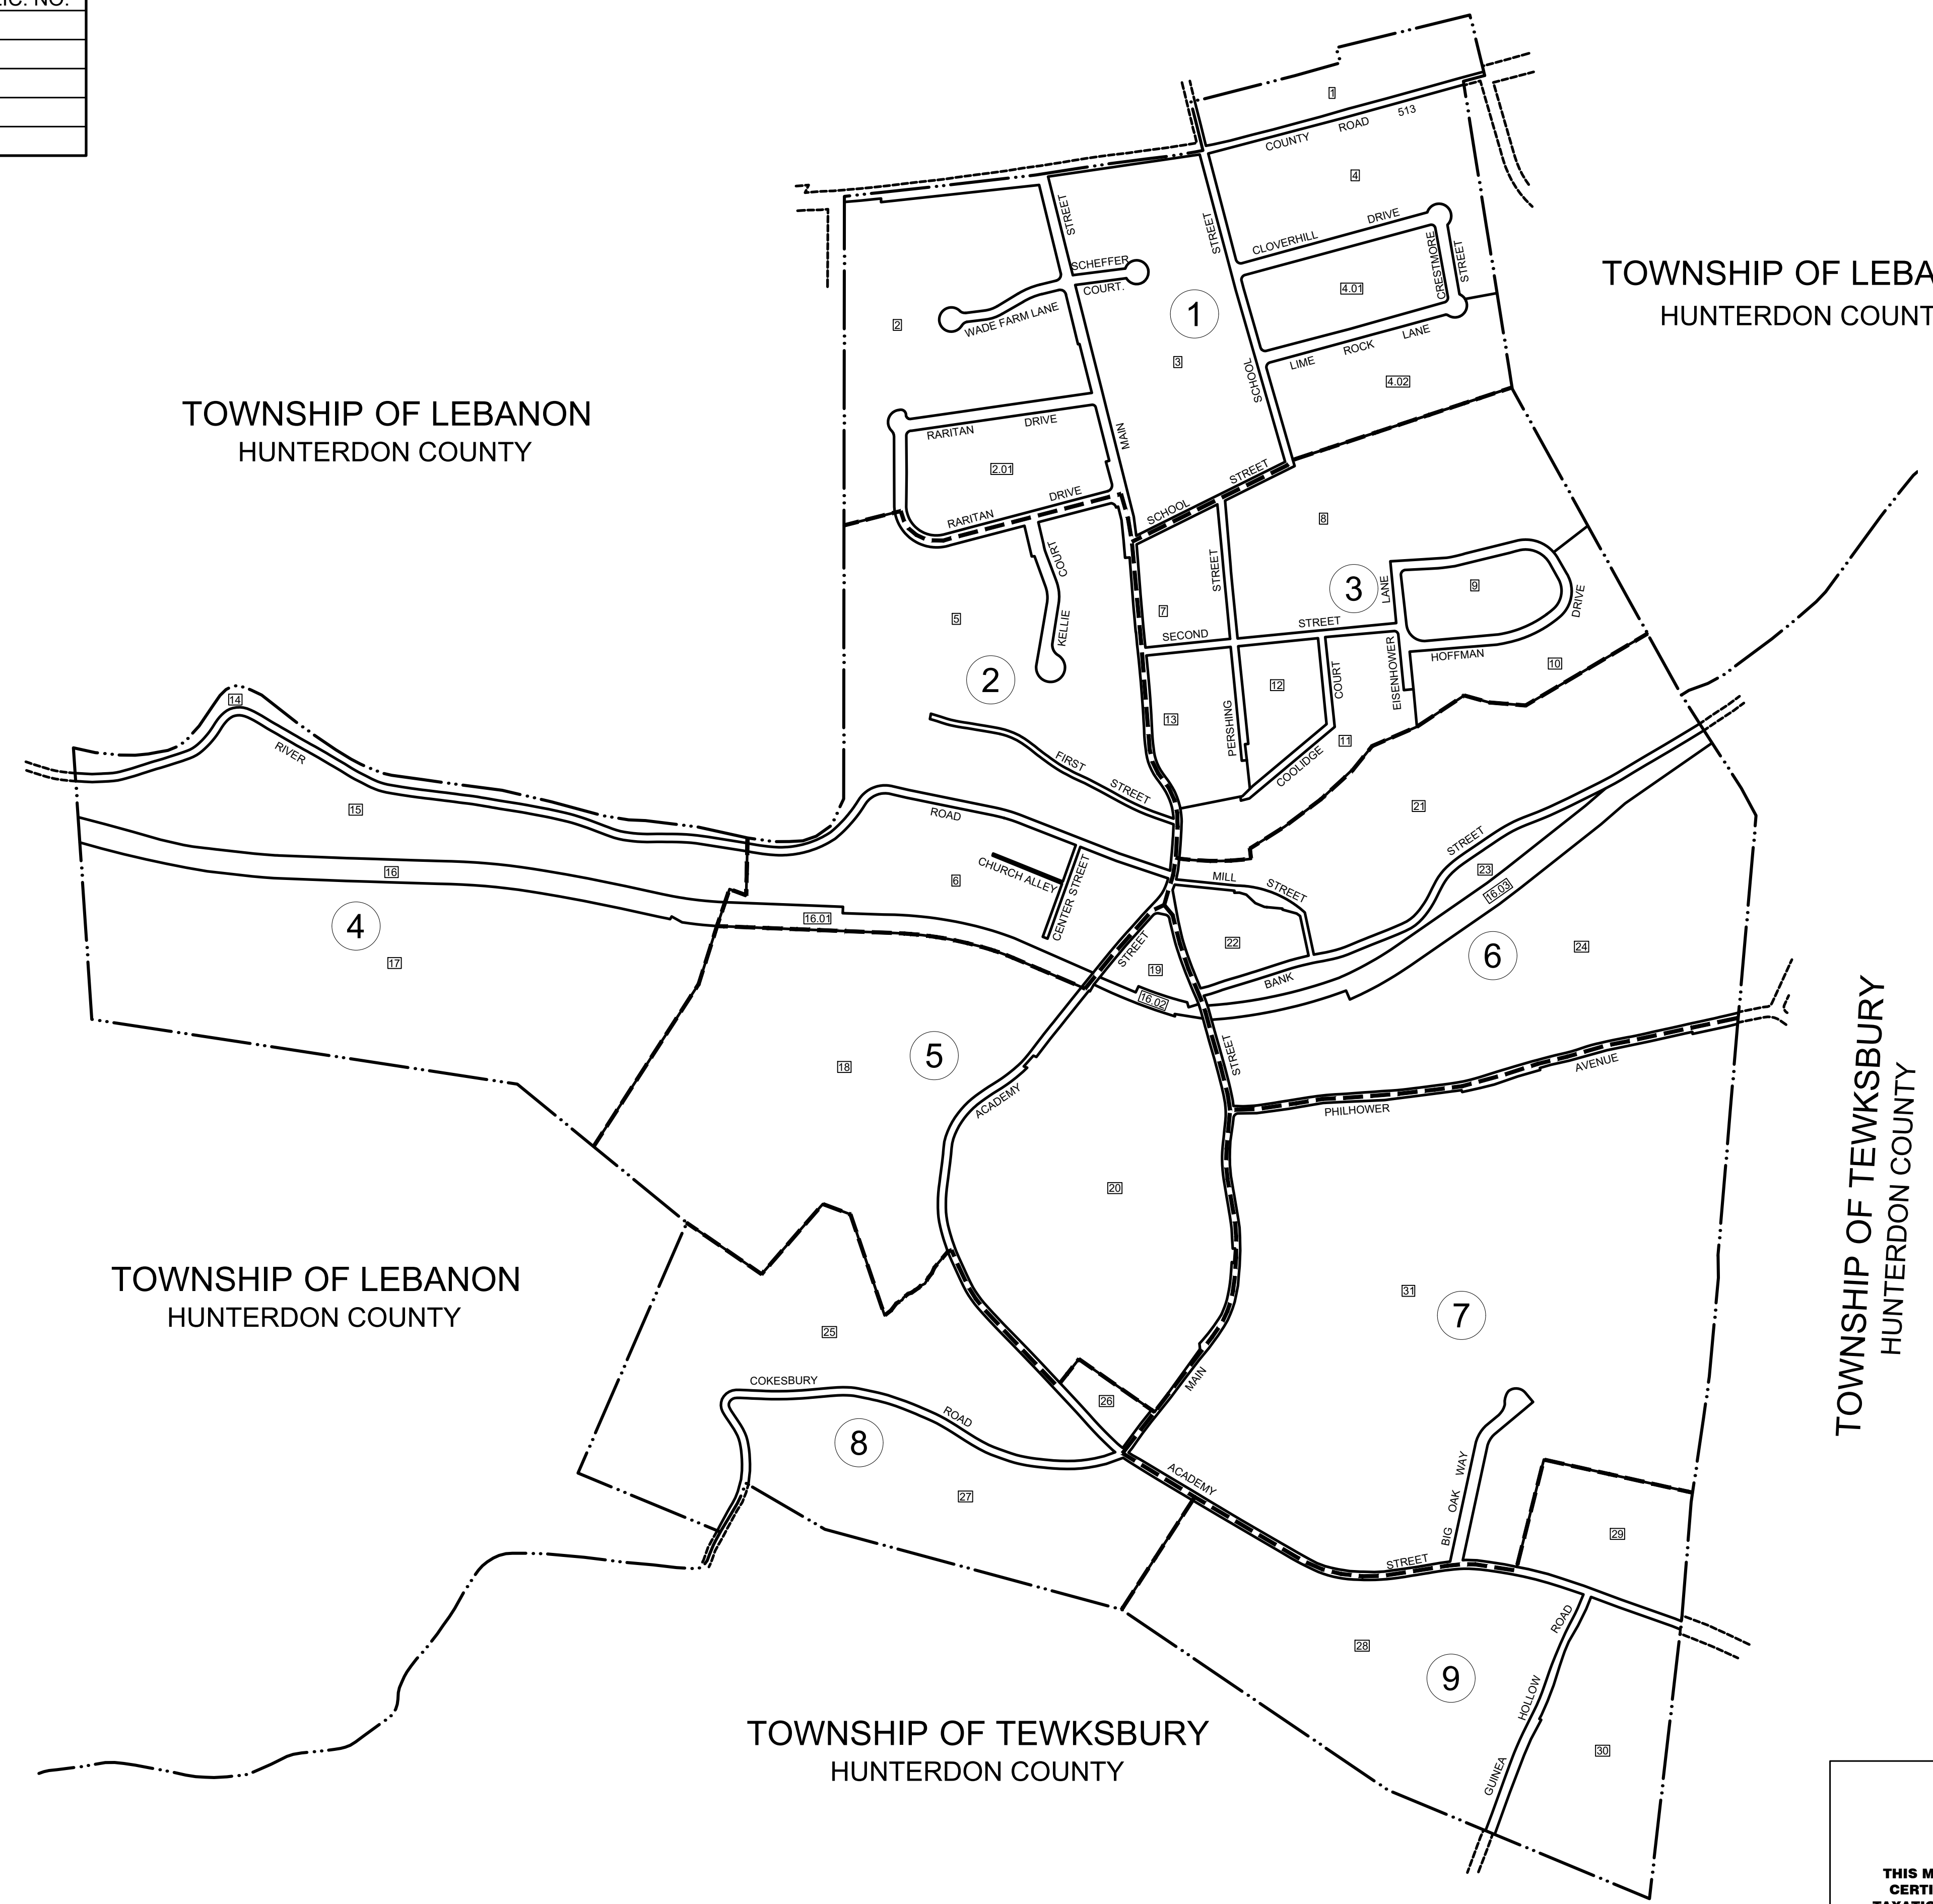 LIC. NO.
1
COUNTY ROAD 513
4
STREET
STREET
CLOVERHILL DRIVE
CRESTMORE STREET
SCHEFFER
COURT.
4.01
TOWNSHIP OF LEBA
HUNTERDON COUNT
1
WADE FARM LANE
2
3
LIME ROCK LANE
SCHOOL
4.02
TOWNSHIP OF LEBANON
HUNTERDON COUNTY
RARITAN DRIVE
MAIN
2.01
RARITAN DRIVE
SCHOOL STREET
8
KELLIE COURT
STREET
3
LANE
9
DRIVE
5
7
SECOND STREET
HOFFMAN
10
2
12
COURT
EISENHOWER
14
13
PERSHING
11
RIVER
FIRST STREET
COOLIDGE
15
ROAD
21
STREET
16
CHURCH ALLEY
CENTER STREET
6
MILL STREET
23
16.03
4
16.01
17
STREET
22
24
6
19
BANK
16.02
TOWNSHIP OF TEWKSBURY
HUNTERDON COUNTY
18
5
STREET
AVENUE
ACADEMY
PHILHOWER
20
TOWNSHIP OF LEBANON
HUNTERDON COUNTY
31
7
25
COKESBURY ROAD
MAIN
26
8
ACADEMY
27
BIG OAK WAY
29
STREET
28
ROAD
9
HOLLOW
TOWNSHIP OF TEWKSBURY
HUNTERDON COUNTY
30
GUINEA
THIS M
CERTI